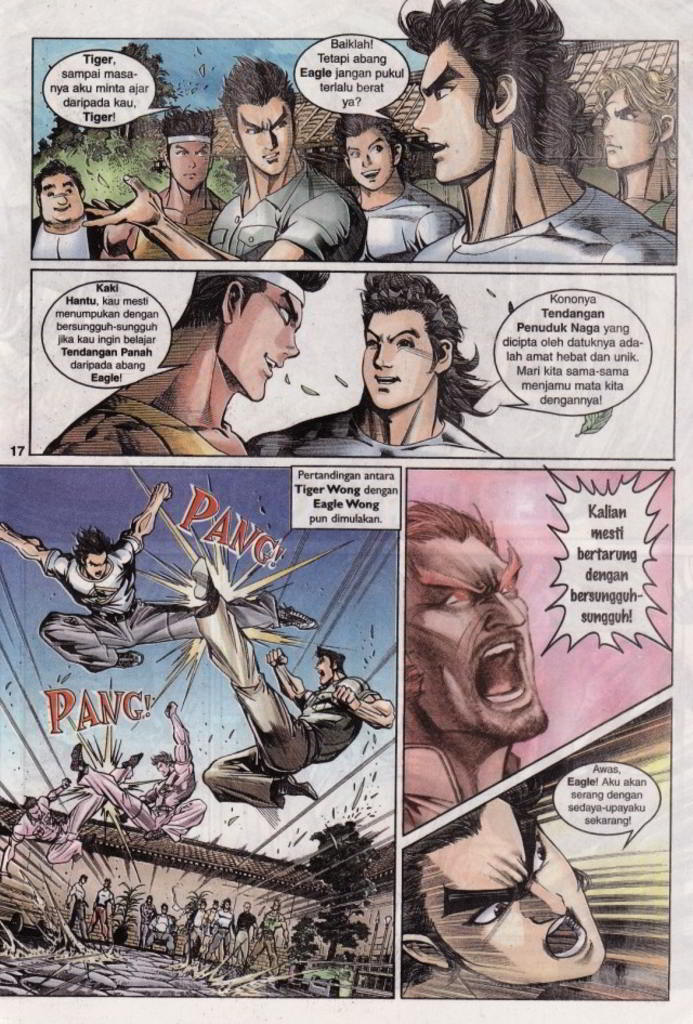 Tiger,
sampai masa-
nya aku minta ajar
daripada kau,
Tiger!
Baiklah!
Tetapi abang
Eagle jangan pukul
terlalu berat
ya?
Kaki
Hantu, kau mesti
menumpukan dengan
bersungguh-sungguh
jika kau ingin belajar
Tendangan Panah
daripada abang
Eagle!
Kononya
Tendangan
Penuduk Naga yang
dicipta oleh datuknya ada-
lah amat hebat dan unik.
Mari kita sama-sama
menjamu mata kita
dengannya!
17
Pertandingan antara
Tiger Wong dengan
Eagle Wong
pun dimulakan.
PANG!
PANG!
Kalian
mesti
bertarung
dengan
bersungguh-
sungguh!
Awas,
Eagle! Aku akan
serang dengan
sedaya-upayaku
sekarang!